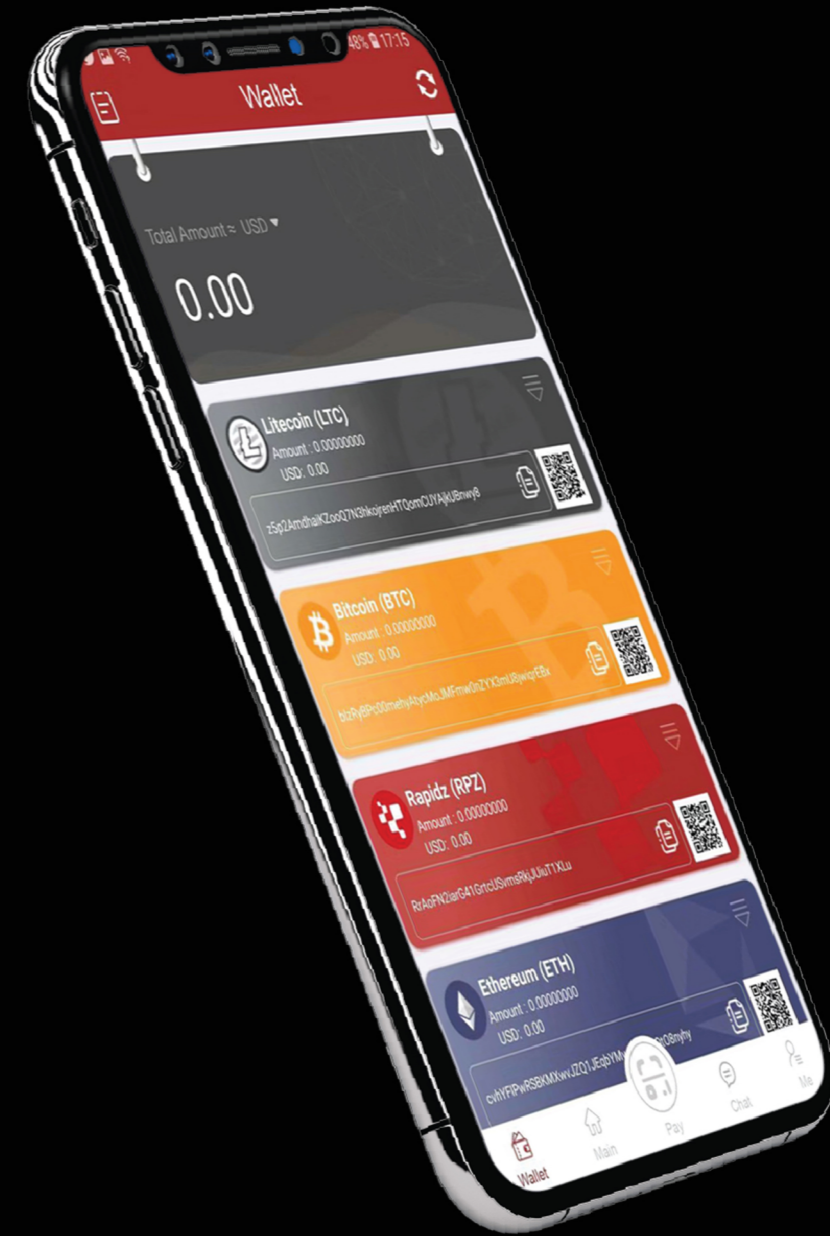 48% 17:15
Wallet
Total Amount ≈ USD
0.00
Litecoin (LTC)
Amount : 0.00000000
USD: 0.00
Bitcoin (BTC)
Amount : 0.00000000
USD: 0.00
Rapidz (RPZ)
Amount : 0.00000000
USD: 0.00
RrAoFN2iarG41GrtcUSvmsRkjJUiuT1XLu
Ethereum (ETH)
Amount : 0.00000000
USD: 0.00
Wallet
Main
Pay
Chat
Me